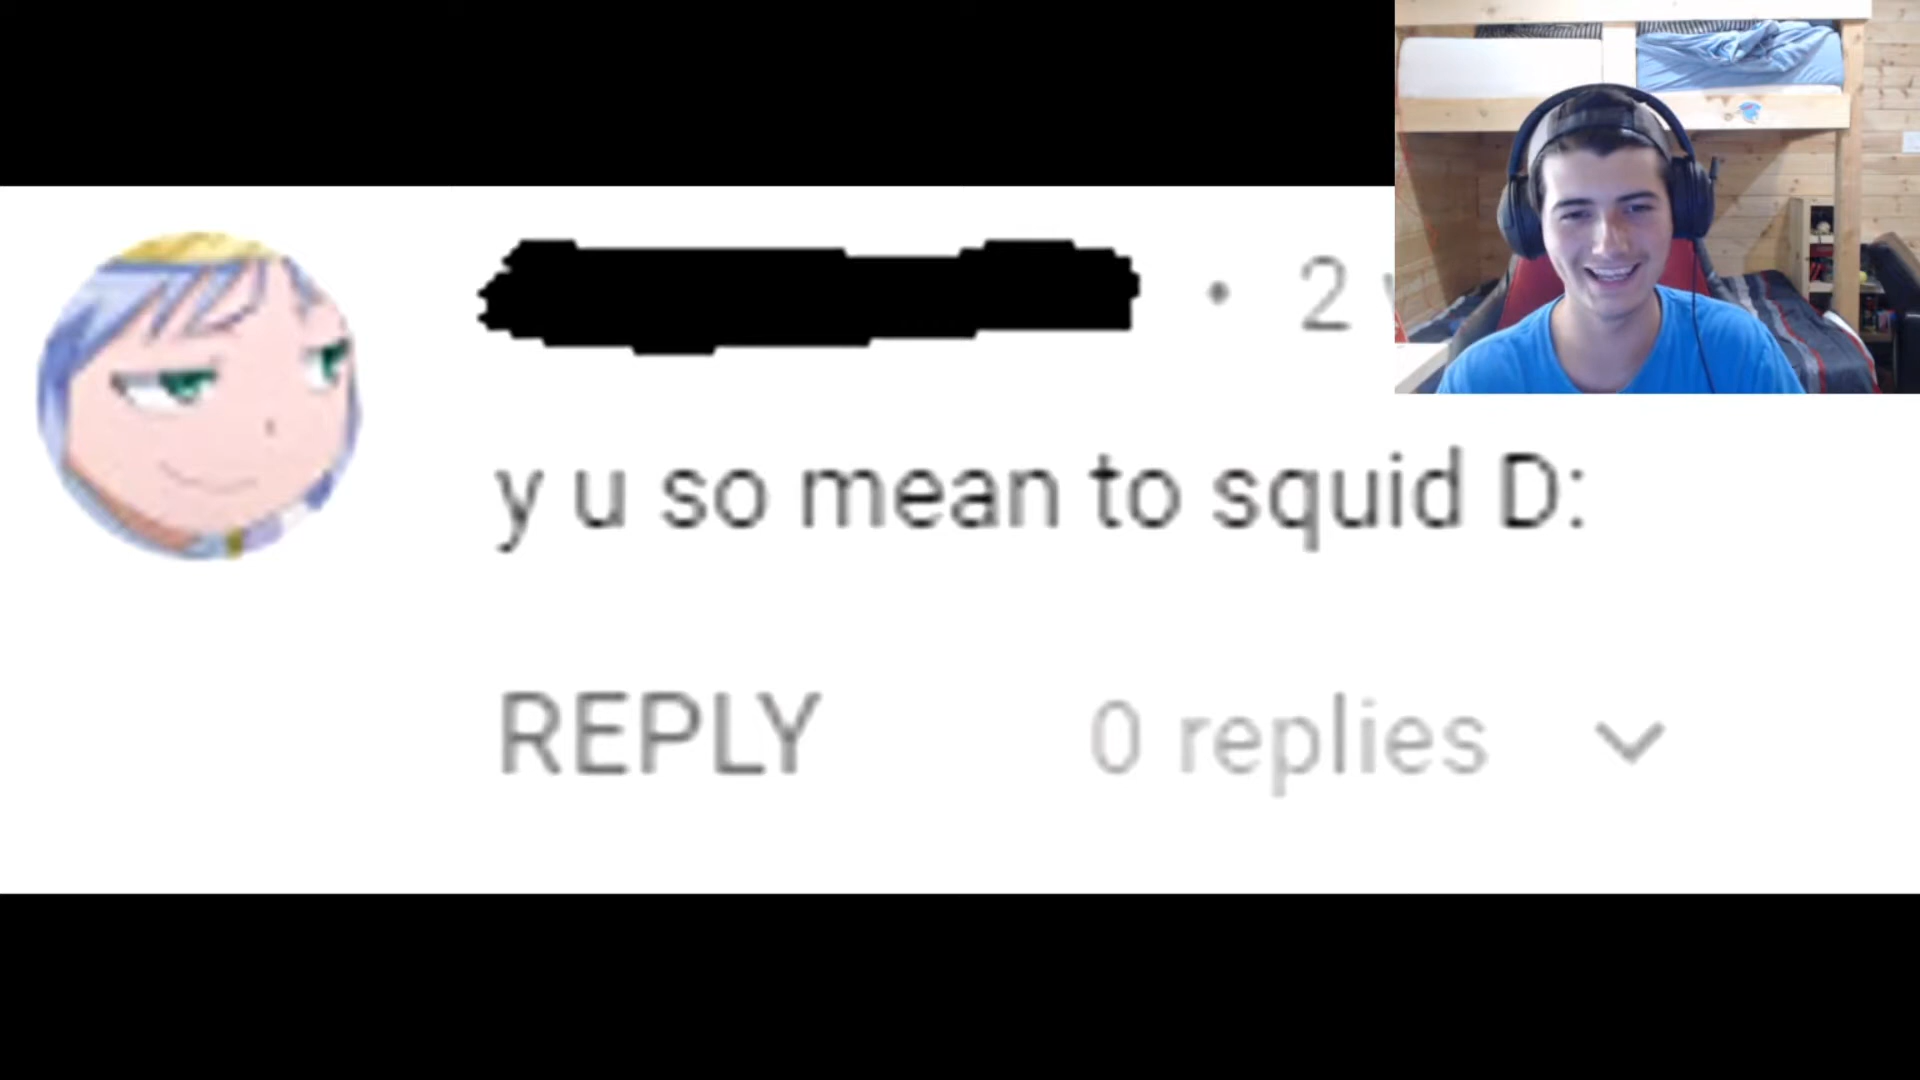 • 2
y u so mean to squid D:
REPLY 0 replies